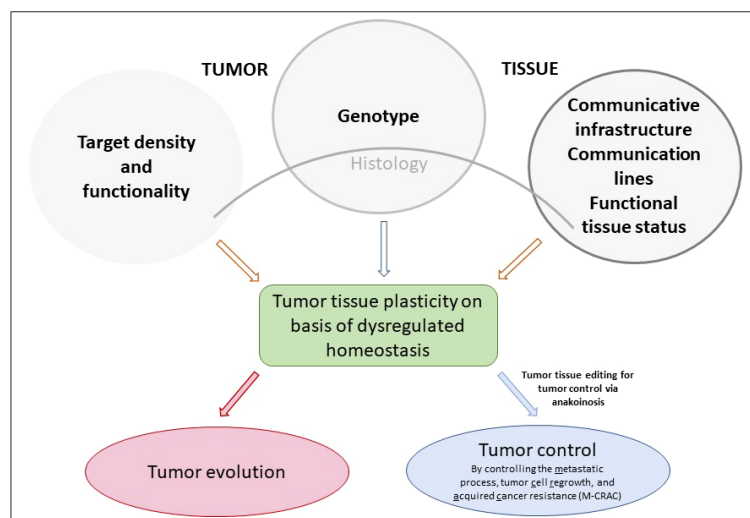 TUMOR
TISSUE
Target density
and
functionality
Genotype
Histology
Communicative
infrastructure
Communication
lines
Functional
tissue status
Tumor tissue plasticity on
basis of dysregulated
homeostasis
Tumor tissue editing for
tumor control via
anakoinosis
Tumor evolution
Tumor control
By controlling the metastatic
process, tumor cell regrowth, and
acquired cancer resistance (M-CRAC)